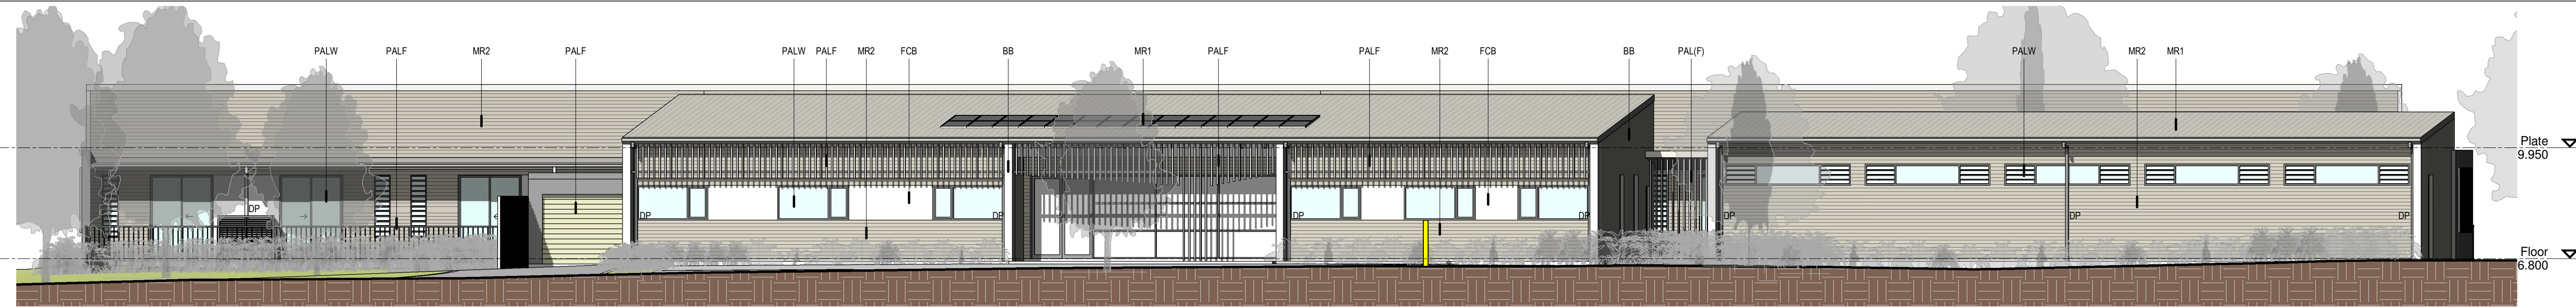 PALW PALF MR2 PALF PALW PALF MR2 FCB BB MR1 PALF PALF MR2 FCB BB PAL(F) PALW MR2 MR1
Plate
9.950
DP DP DP DP DP DP DP DP
Floor
6.800